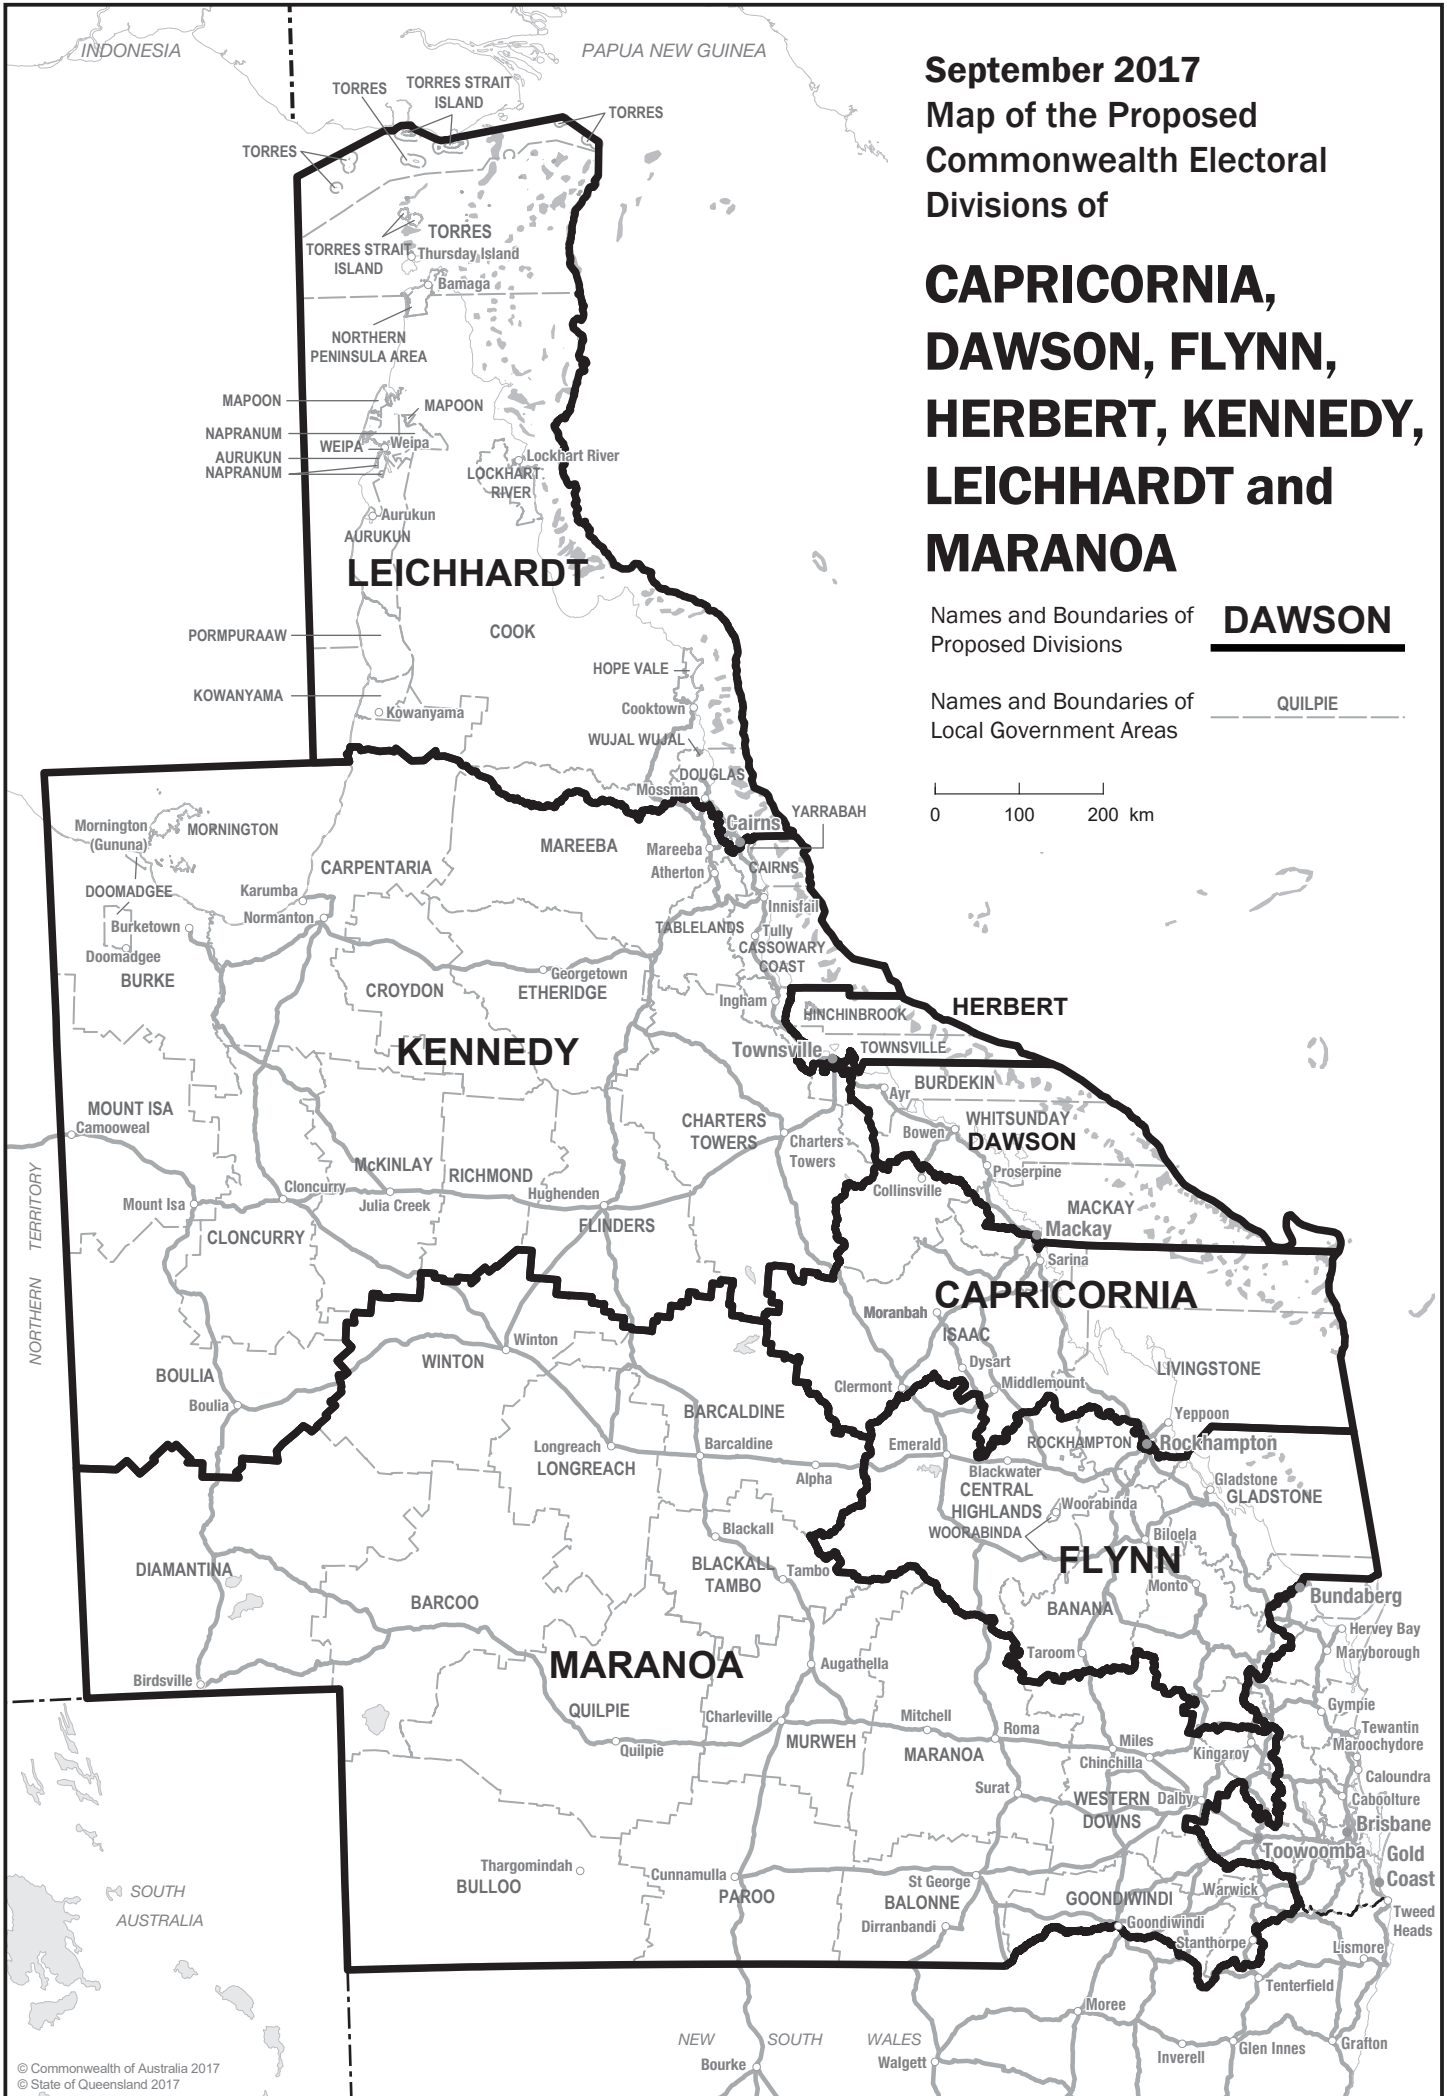 INDONESIA
PAPUA NEW GUINEA
September 2017
Map of the Proposed
Commonwealth Electoral
Divisions of
CAPRICORNIA,
DAWSON, FLYNN,
HERBERT, KENNEDY,
LEICHHARDT and
MARANOA
Names and Boundaries of
Proposed Divisions
DAWSON
Names and Boundaries of
Local Government Areas
QUILPIE
0 100 200 km
TORRES
TORRES STRAIT
ISLAND
TORRES
TORRES
TORRES
TORRES STRAIT
ISLAND
Thursday Island
Bamaga
NORTHERN
PENINSULA AREA
MAPOON
MAPOON
NAPRANUM
WEIPA
Weipa
AURUKUN
NAPRANUM
Lockhart River
LOCKHART
RIVER
Aurukun
AURUKUN
LEICHHARDT
PORMPURAAW
COOK
HOPE VALE
KOWANYAMA
Kowanyama
Cooktown
WUJAL WUJAL
DOUGLAS
Mossman
YARRABAH
Cairns
Mornington
(Gununa)
MORNINGTON
MAREEBA
Mareeba
CARPENTARIA
CAIRNS
Atherton
DOOMADGEE
Karumba
Innisfail
Burketown
Normanton
TABLELANDS
Tully
CASSOWARY
COAST
Doomadgee
BURKE
Georgetown
CROYDON
ETHERIDGE
Ingham
HINCHINBROOK
HERBERT
KENNEDY
Townsville
TOWNSVILLE
BURDEKIN
Ayr
MOUNT ISA
Camooweal
CHARTERS
TOWERS
Charters
Towers
WHITSUNDAY
Bowen
DAWSON
Proserpine
McKINLAY
RICHMOND
Cloncurry
Julia Creek
Hughenden
Mount Isa
Collinsville
MACKAY
Mackay
CLONCURRY
FLINDERS
Sarina
NORTHERN TERRITORY
CAPRICORNIA
Moranbah
ISAAC
Winton
WINTON
BOULIA
Boulia
Dysart
LIVINGSTONE
Clermont
Middlemount
BARCALDINE
Yeppoon
Longreach
LONGREACH
Barcaldine
Alpha
Emerald
ROCKHAMPTON
Rockhampton
Blackwater
CENTRAL
HIGHLANDS
Gladstone
GLADSTONE
Woorabinda
WOORABINDA
Blackall
BLACKALL
TAMBO
Tambo
Biloela
FLYNN
DIAMANTINA
Monto
Bundaberg
BARCOO
BANANA
Hervey Bay
Maryborough
Taroom
MARANOA
Augathella
Birdsville
Gympie
QUILPIE
Charleville
Mitchell
Roma
Tewantin
Quilpie
MURWEH
MARANOA
Miles
Chinchilla
Kingaroy
Maroochydore
Surat
Caloundra
WESTERN
DOWNS
Dalby
Caboolture
Brisbane
Toowoomba
Gold
Coast
Thargomindah
BULLOO
Cunnamulla
PAROO
St George
BALONNE
GOONDIWINDI
Warwick
Dirranbandi
Goondiwindi
Tweed
Heads
SOUTH
AUSTRALIA
Stanthorpe
Lismore
Tenterfield
Moree
NEW SOUTH WALES
Bourke
Walgett
Inverell
Glen Innes
Grafton
© Commonwealth of Australia 2017
© State of Queensland 2017